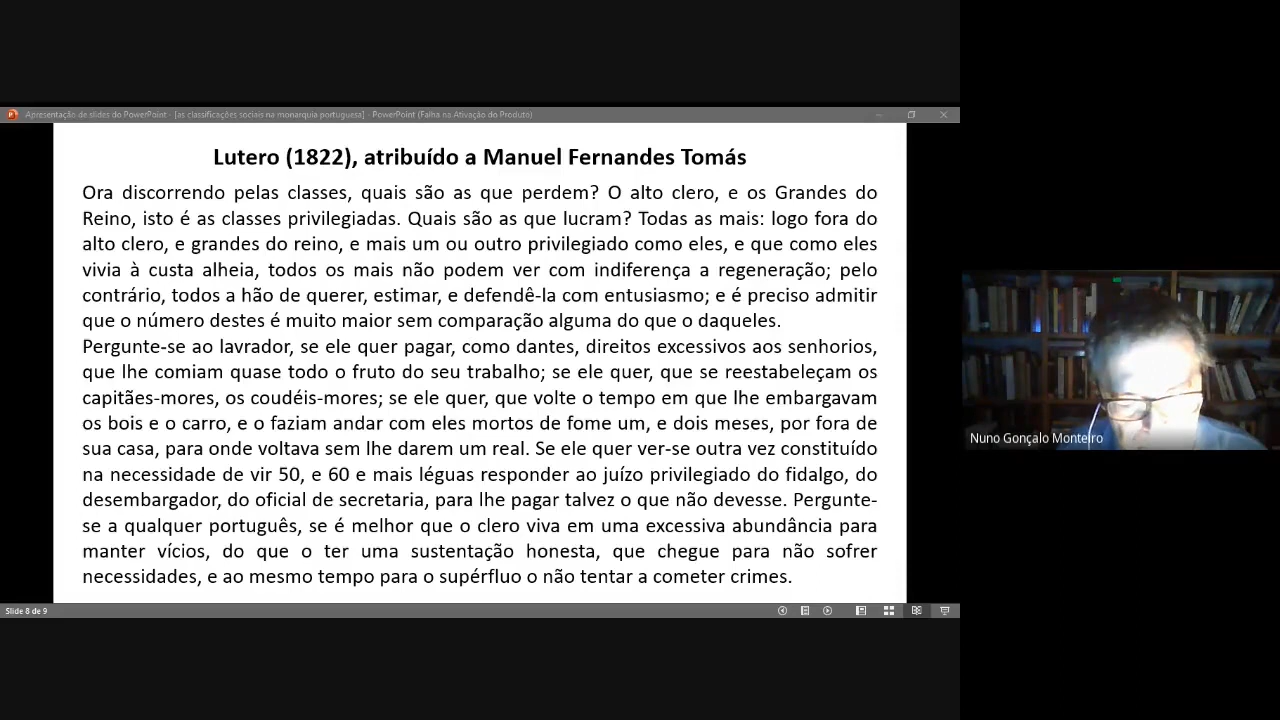 Apresentação de slides do PowerPoint - [as classificações sociais na monarquia portuguesa] - PowerPoint (Falha na Ativação do Produto)
Lutero (1822), atribuído a Manuel Fernandes Tomás
Ora discorrendo pelas classes, quais são as que perdem? O alto clero, e os Grandes do
Reino, isto é as classes privilegiadas. Quais são as que lucram? Todas as mais: logo fora do
alto clero, e grandes do reino, e mais um ou outro privilegiado como eles, e que como eles
vivia à custa alheia, todos os mais não podem ver com indiferença a regeneração; pelo
contrário, todos a hão de querer, estimar, e defendê-la com entusiasmo; e é preciso admitir
que o número destes é muito maior sem comparação alguma do que o daqueles.
Pergunte-se ao lavrador, se ele quer pagar, como dantes, direitos excessivos aos senhorios,
que lhe comiam quase todo o fruto do seu trabalho; se ele quer, que se reestabeleçam os
capitães-mores, os coudéis-mores; se ele quer, que volte o tempo em que lhe embargavam
os bois e o carro, e o faziam andar com eles mortos de fome um, e dois meses, por fora de
sua casa, para onde voltava sem lhe darem um real. Se ele quer ver-se outra vez constituído
na necessidade de vir 50, e 60 e mais léguas responder ao juízo privilegiado do fidalgo, do
desembargador, do oficial de secretaria, para lhe pagar talvez o que não devesse. Pergunte-
se a qualquer português, se é melhor que o clero viva em uma excessiva abundância para
manter vícios, do que o ter uma sustentação honesta, que chegue para não sofrer
necessidades, e ao mesmo tempo para o supérfluo o não tentar a cometer crimes.
Slide 8 de 9
Nuno Gonçalo Monteiro